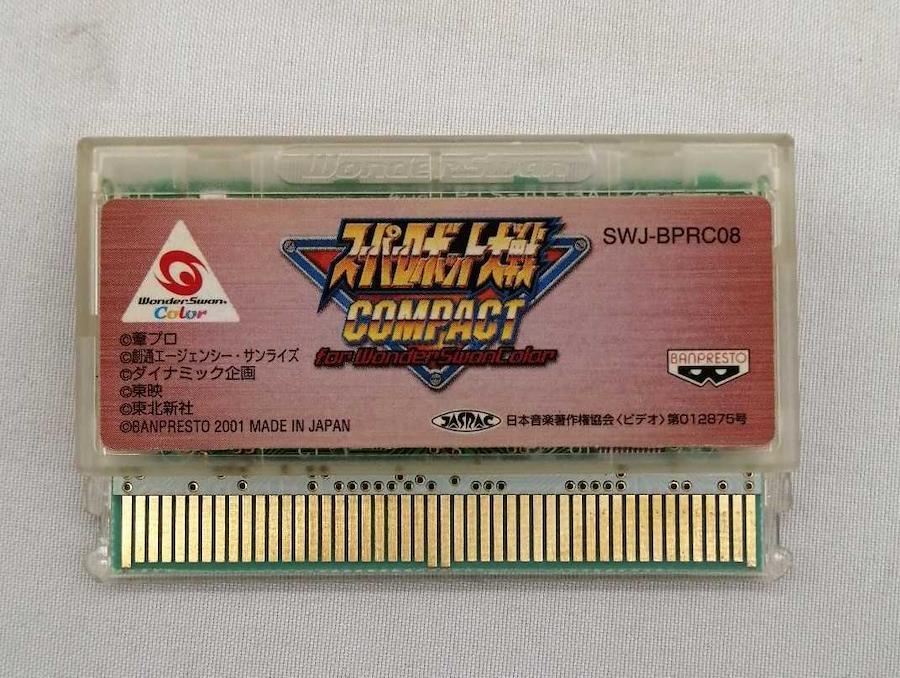 WonderSwan
スーパーロボット大戦
COMPACT
for WonderSwanColor
SWJ-BPRC08
WonderSwan
Color
©葦プロ
©創通エージェンシー・サンライズ
©ダイナミック企画
©東映
©東北新社
©BANPRESTO 2001 MADE IN JAPAN
BANPRESTO
JASRAC 日本音楽著作権協会〈ビデオ〉第012875号